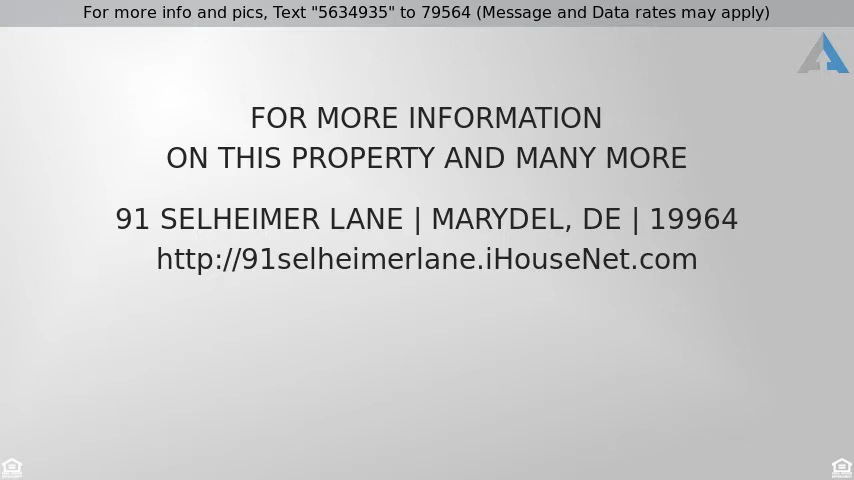 For more info and pics, Text "5634935" to 79564 (Message and Data rates may apply)
FOR MORE INFORMATION
ON THIS PROPERTY AND MANY MORE
91 SELHEIMER LANE | MARYDEL, DE | 19964
http://91selheimerlane.iHouseNet.com